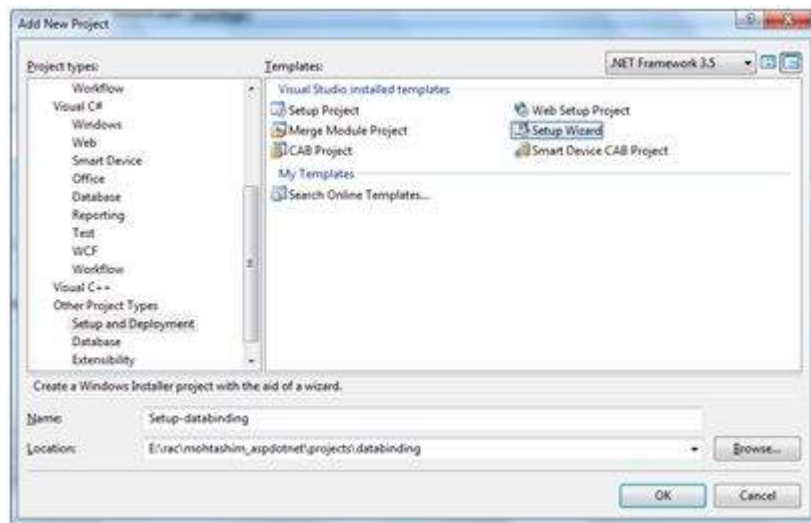 Add New Project
Project types:
Templates:
.NET Framework 3.5
Workflow
Visual C#
Windows
Web
Smart Device
Office
Database
Reporting
Test
WCF
Workflow
Visual C++
Other Project Types
Setup and Deployment
Database
Extensibility
Visual Studio installed templates
Setup Project
Web Setup Project
Merge Module Project
Setup Wizard
CAB Project
Smart Device CAB Project
My Templates
Search Online Templates...
Create a Windows Installer project with the aid of a wizard.
Name:
Setup-databinding
Location:
E:\rac\mohtashim_aspdotnet\projects\databinding
Browse...
OK
Cancel